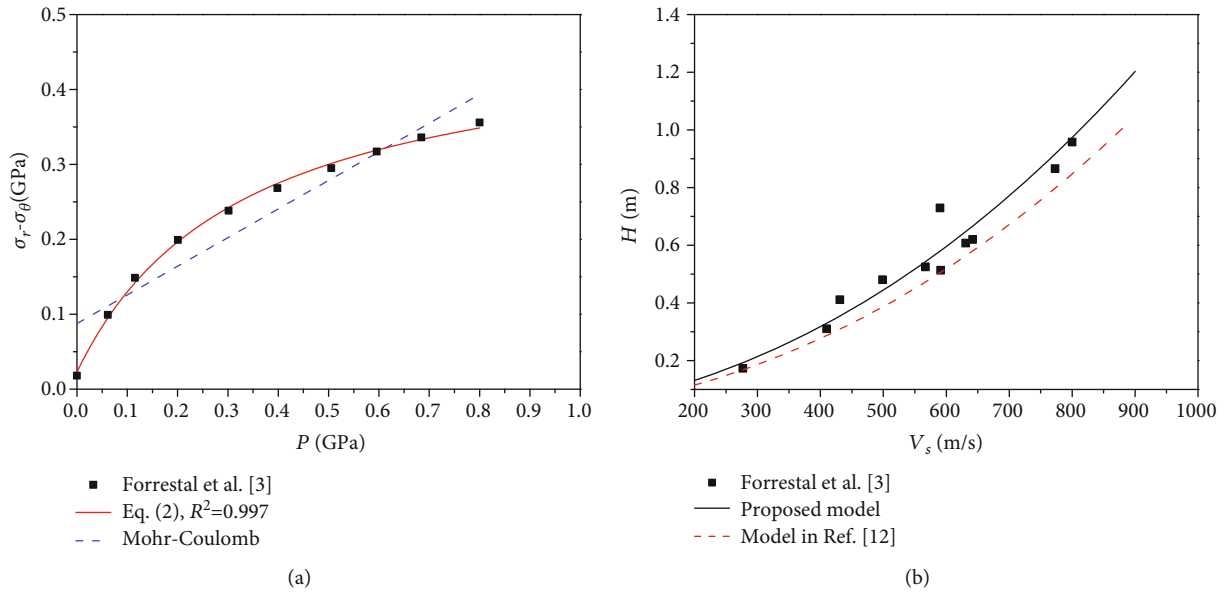 0.5
0.4
0.3
0.2
0.1
0.0
σr-σθ(GPa)
0.0 0.1 0.2 0.3 0.4 0.5 0.6 0.7 0.8 0.9 1.0
P (GPa)
Forrestal et al. [3]
Eq. (2), R²=0.997
Mohr-Coulomb
(a)
1.4
1.2
1.0
0.8
0.6
0.4
0.2
H (m)
200 300 400 500 600 700 800 900 1000
Vs (m/s)
Forrestal et al. [3]
Proposed model
Model in Ref. [12]
(b)